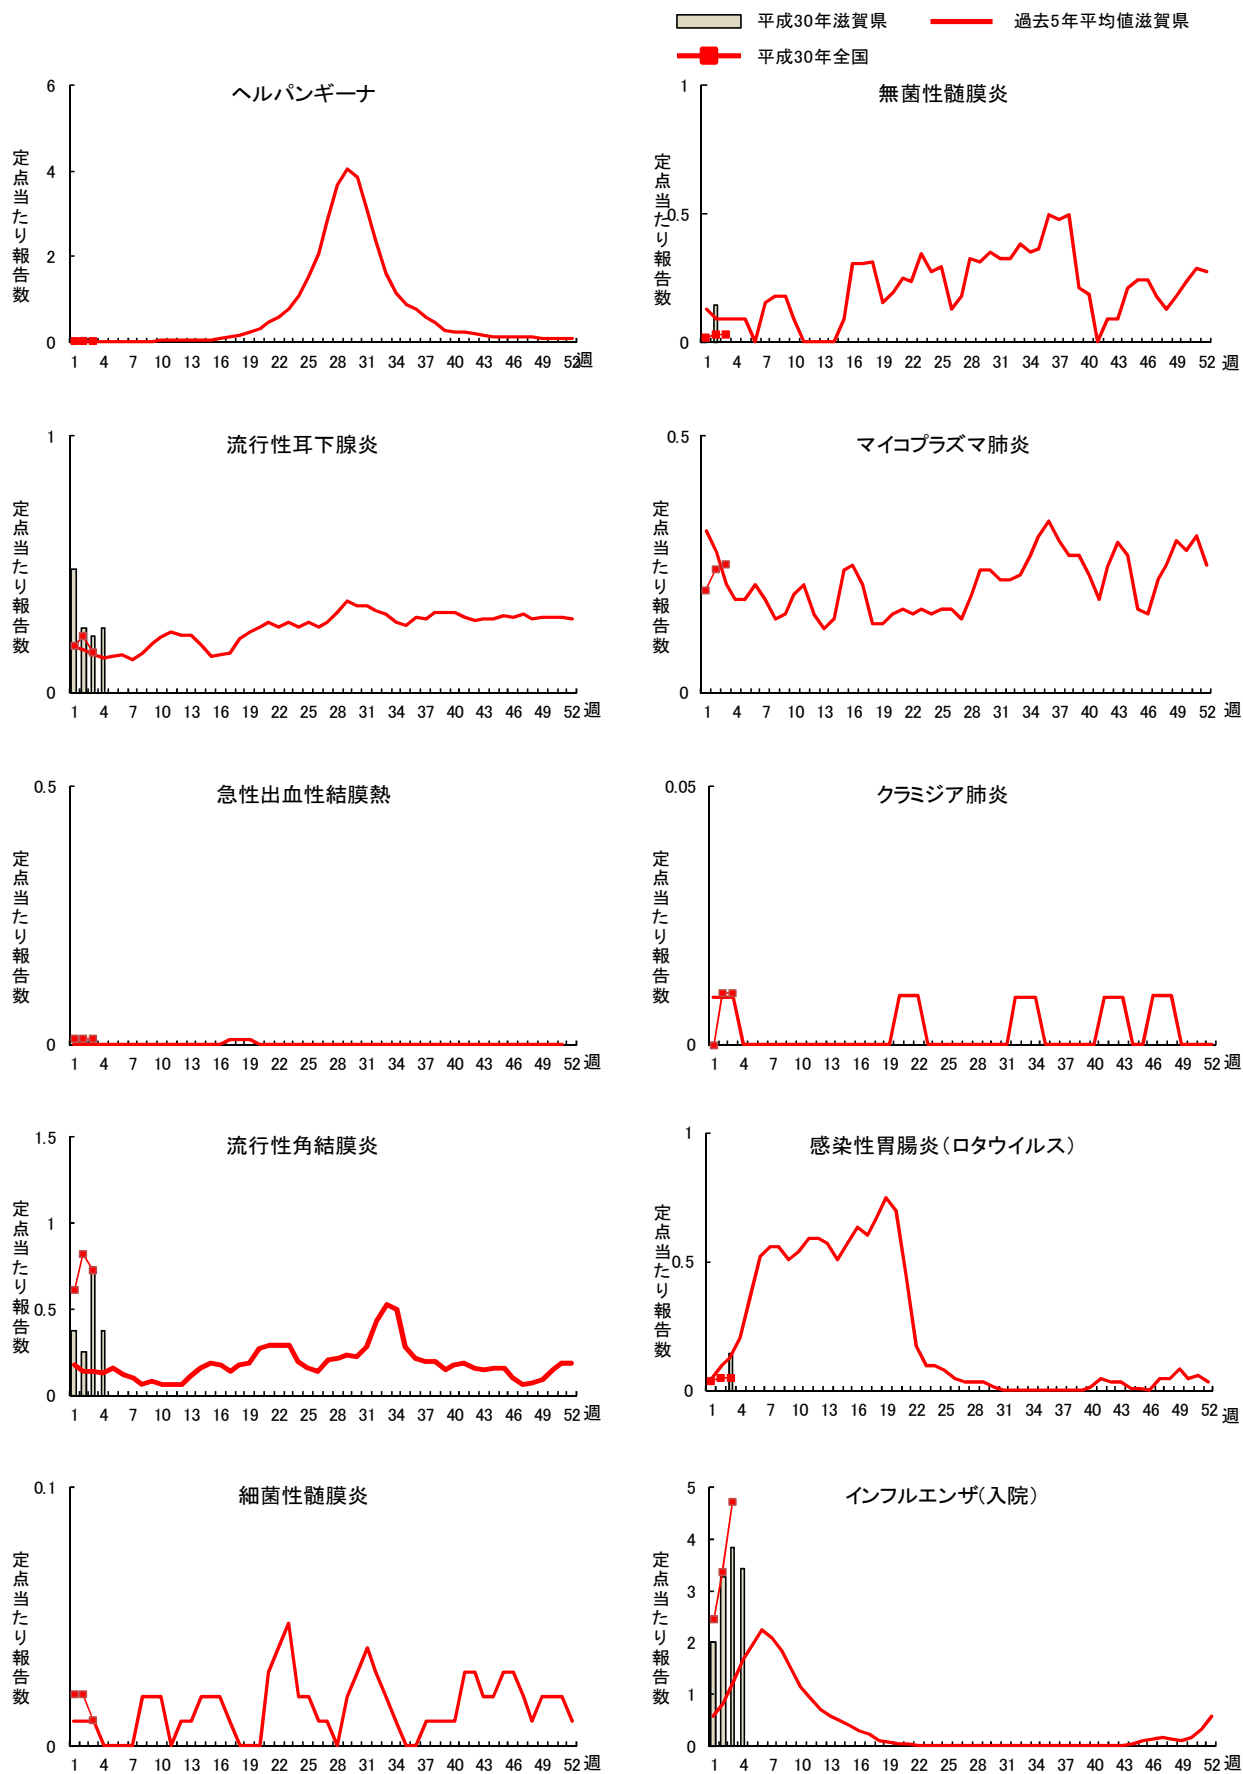 平成30年滋賀県
過去5年平均値滋賀県
平成30年全国
ヘルパンギーナ
定点当たり報告数
6
4
2
0
1 4 7 10 13 16 19 22 25 28 31 34 37 40 43 46 49 52 週
無菌性髄膜炎
定点当たり報告数
1
0.5
0
1 4 7 10 13 16 19 22 25 28 31 34 37 40 43 46 49 52 週
流行性耳下腺炎
定点当たり報告数
1
0
1 4 7 10 13 16 19 22 25 28 31 34 37 40 43 46 49 52 週
マイコプラズマ肺炎
定点当たり報告数
0.5
0
1 4 7 10 13 16 19 22 25 28 31 34 37 40 43 46 49 52 週
急性出血性結膜熱
定点当たり報告数
0.5
0
1 4 7 10 13 16 19 22 25 28 31 34 37 40 43 46 49 52 週
クラミジア肺炎
定点当たり報告数
0.05
0
1 4 7 10 13 16 19 22 25 28 31 34 37 40 43 46 49 52 週
流行性角結膜炎
定点当たり報告数
1.5
1
0.5
0
1 4 7 10 13 16 19 22 25 28 31 34 37 40 43 46 49 52 週
感染性胃腸炎(ロタウイルス)
定点当たり報告数
1
0.5
0
1 4 7 10 13 16 19 22 25 28 31 34 37 40 43 46 49 52 週
細菌性髄膜炎
定点当たり報告数
0.1
0
1 4 7 10 13 16 19 22 25 28 31 34 37 40 43 46 49 52 週
インフルエンザ(入院)
定点当たり報告数
5
4
3
2
1
0
1 4 7 10 13 16 19 22 25 28 31 34 37 40 43 46 49 52 週